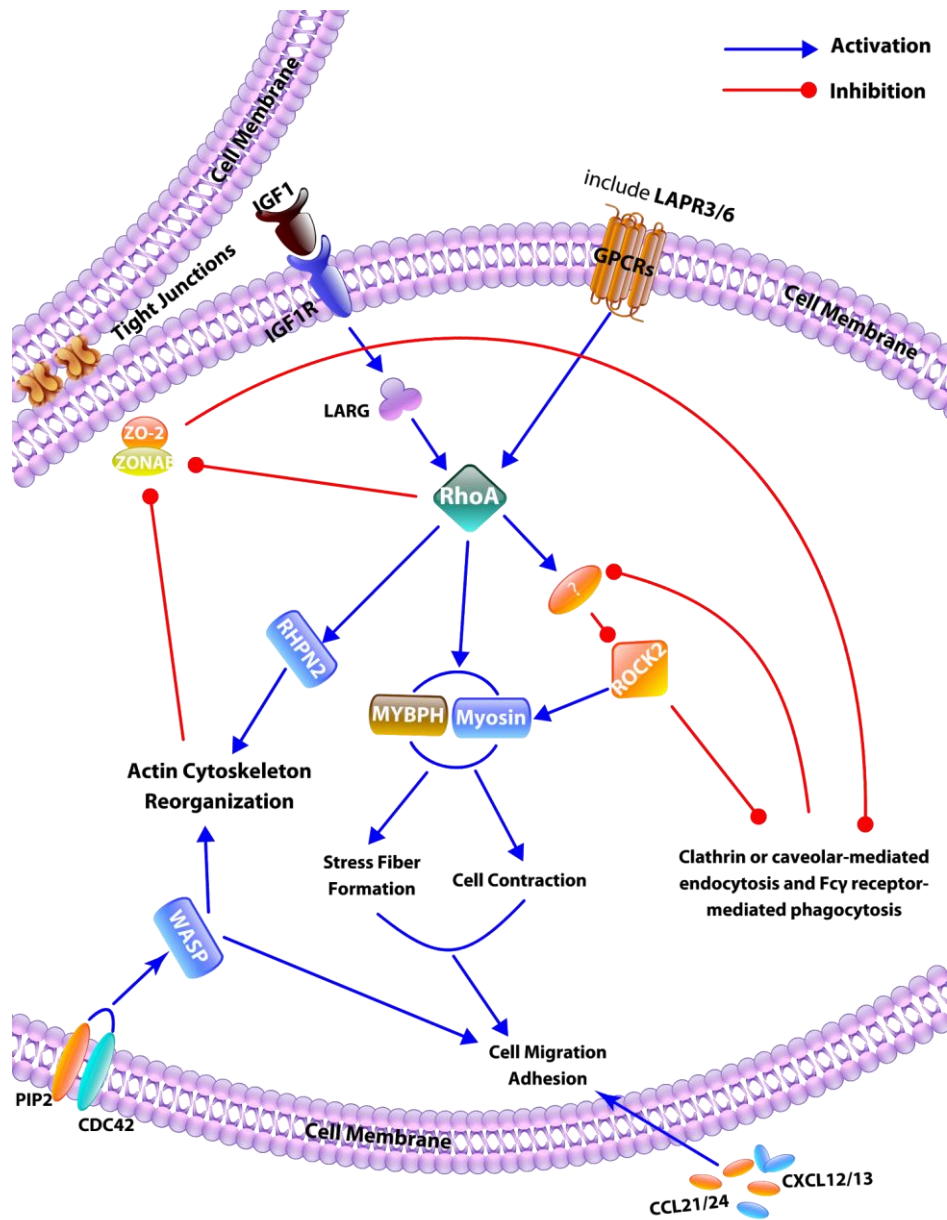 Activation
Inhibition
Cell Membrane
IGF1
include LAPR3/6
GPCRs
Tight Junctions
IGF1R
Cell Membrane
LARG
ZO-2
ZONAB
RhoA
?
RHPN2
ROCK2
MYBPH
Myosin
Actin Cytoskeleton
Reorganization
Stress Fiber
Formation
Cell Contraction
Clathrin or caveolar-mediated
endocytosis and Fcγ receptor-
mediated phagocytosis
WASP
Cell Migration
Adhesion
PIP2
CDC42
Cell Membrane
CXCL12/13
CCL21/24